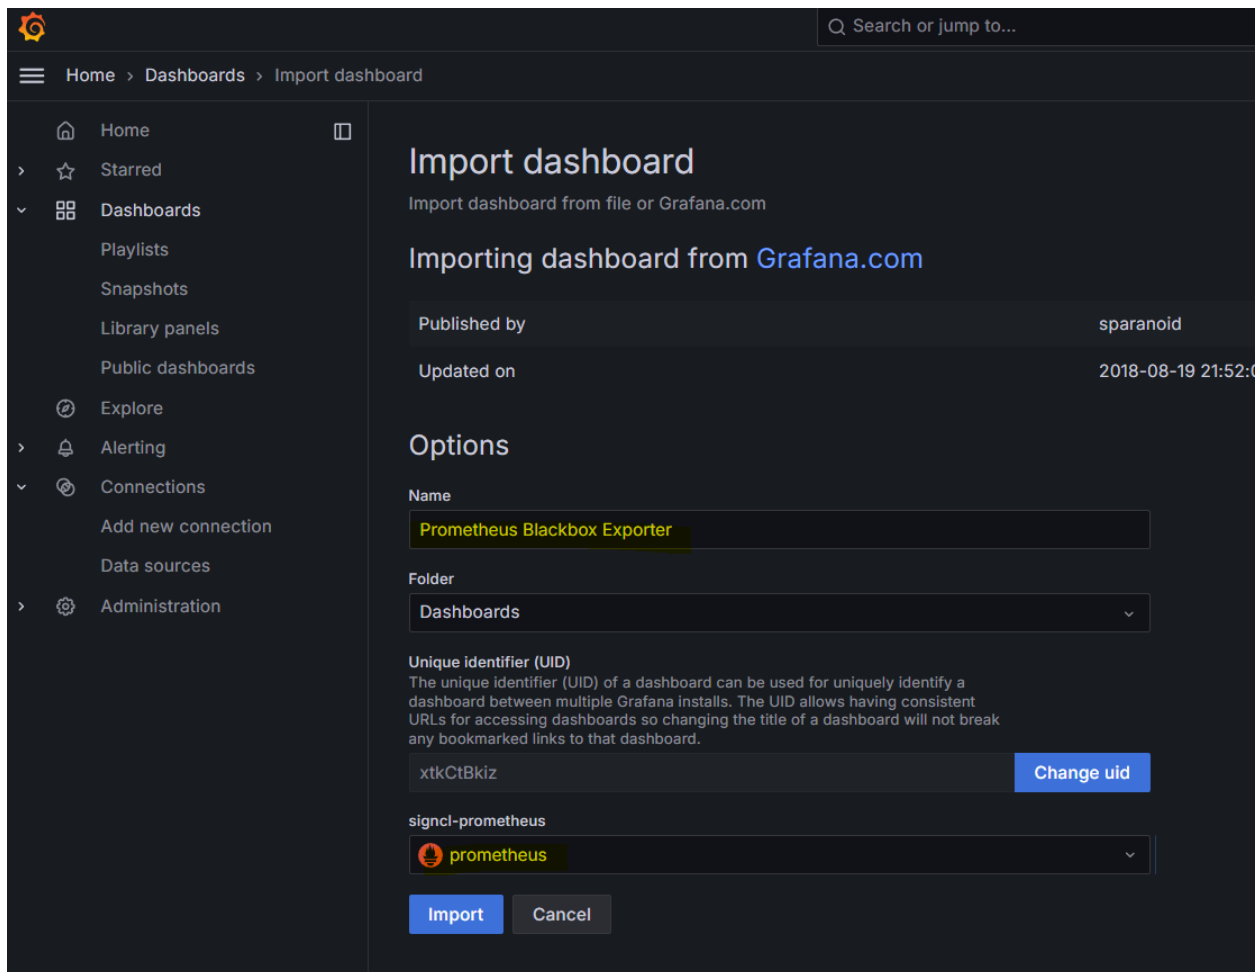 Search or jump to...
Home › Dashboards › Import dashboard
Home
Starred
Dashboards
Playlists
Snapshots
Library panels
Public dashboards
Explore
Alerting
Connections
Add new connection
Data sources
Administration
Import dashboard
Import dashboard from file or Grafana.com
Importing dashboard from Grafana.com
Published by sparanoid
Updated on 2018-08-19 21:52:
Options
Name
Prometheus Blackbox Exporter
Folder
Dashboards
Unique identifier (UID)
The unique identifier (UID) of a dashboard can be used for uniquely identify a
dashboard between multiple Grafana installs. The UID allows having consistent
URLs for accessing dashboards so changing the title of a dashboard will not break
any bookmarked links to that dashboard.
xtkCtBkiz Change uid
signcl-prometheus
prometheus
Import Cancel